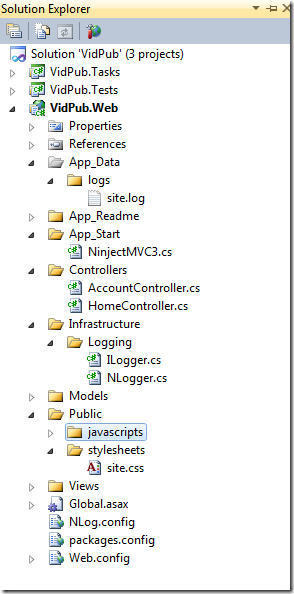 Solution Explorer
Solution 'VidPub' (3 projects)
VidPub.Tasks
VidPub.Tests
VidPub.Web
Properties
References
App_Data
logs
site.log
App_Readme
App_Start
NinjectMVC3.cs
Controllers
AccountController.cs
HomeController.cs
Infrastructure
Logging
ILogger.cs
NLogger.cs
Models
Public
javascripts
stylesheets
site.css
Views
Global.asax
NLog.config
packages.config
Web.config